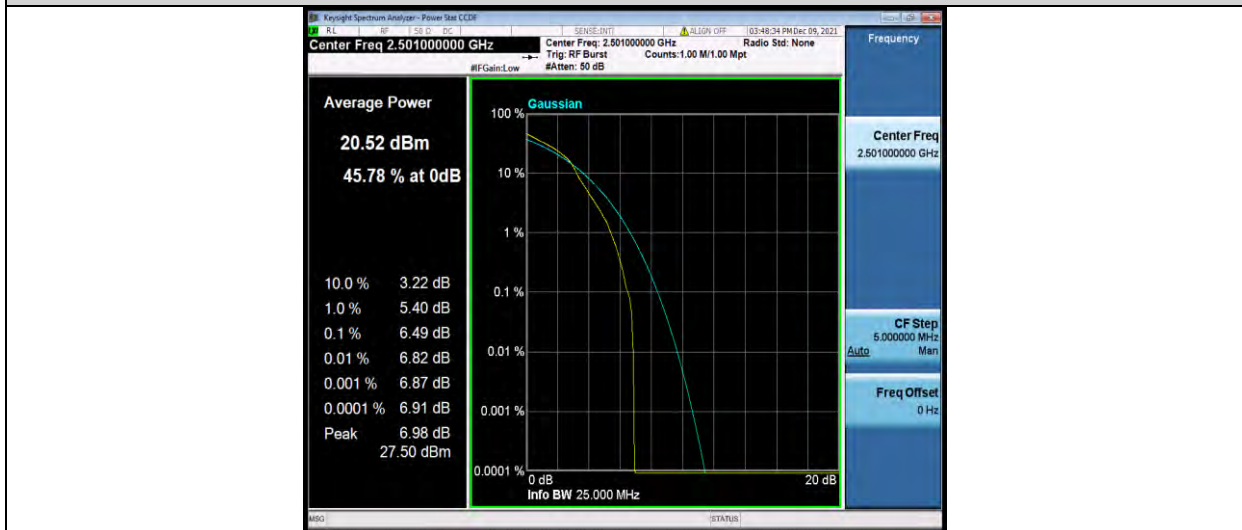 Keysight Spectrum Analyzer - Power Stat CCDF
RL RF 50 Ω DC SENSE:INT ALIGN OFF 03:48:34 PM Dec 09, 2021
Center Freq 2.501000000 GHz
Center Freq: 2.501000000 GHz Radio Std: None
Trig: RF Burst Counts:1.00 M/1.00 Mpt
#IFGain:Low #Atten: 50 dB
Frequency
Average Power
20.52 dBm
45.78 % at 0dB
10.0 % 3.22 dB
1.0 % 5.40 dB
0.1 % 6.49 dB
0.01 % 6.82 dB
0.001 % 6.87 dB
0.0001 % 6.91 dB
Peak 6.98 dB
27.50 dBm
Gaussian
100 %
10 %
1 %
0.1 %
0.01 %
0.001 %
0.0001 %
0 dB 20 dB
Info BW 25.000 MHz
Center Freq
2.501000000 GHz
CF Step
5.000000 MHz
Auto Man
Freq Offset
0 Hz
MSG STATUS